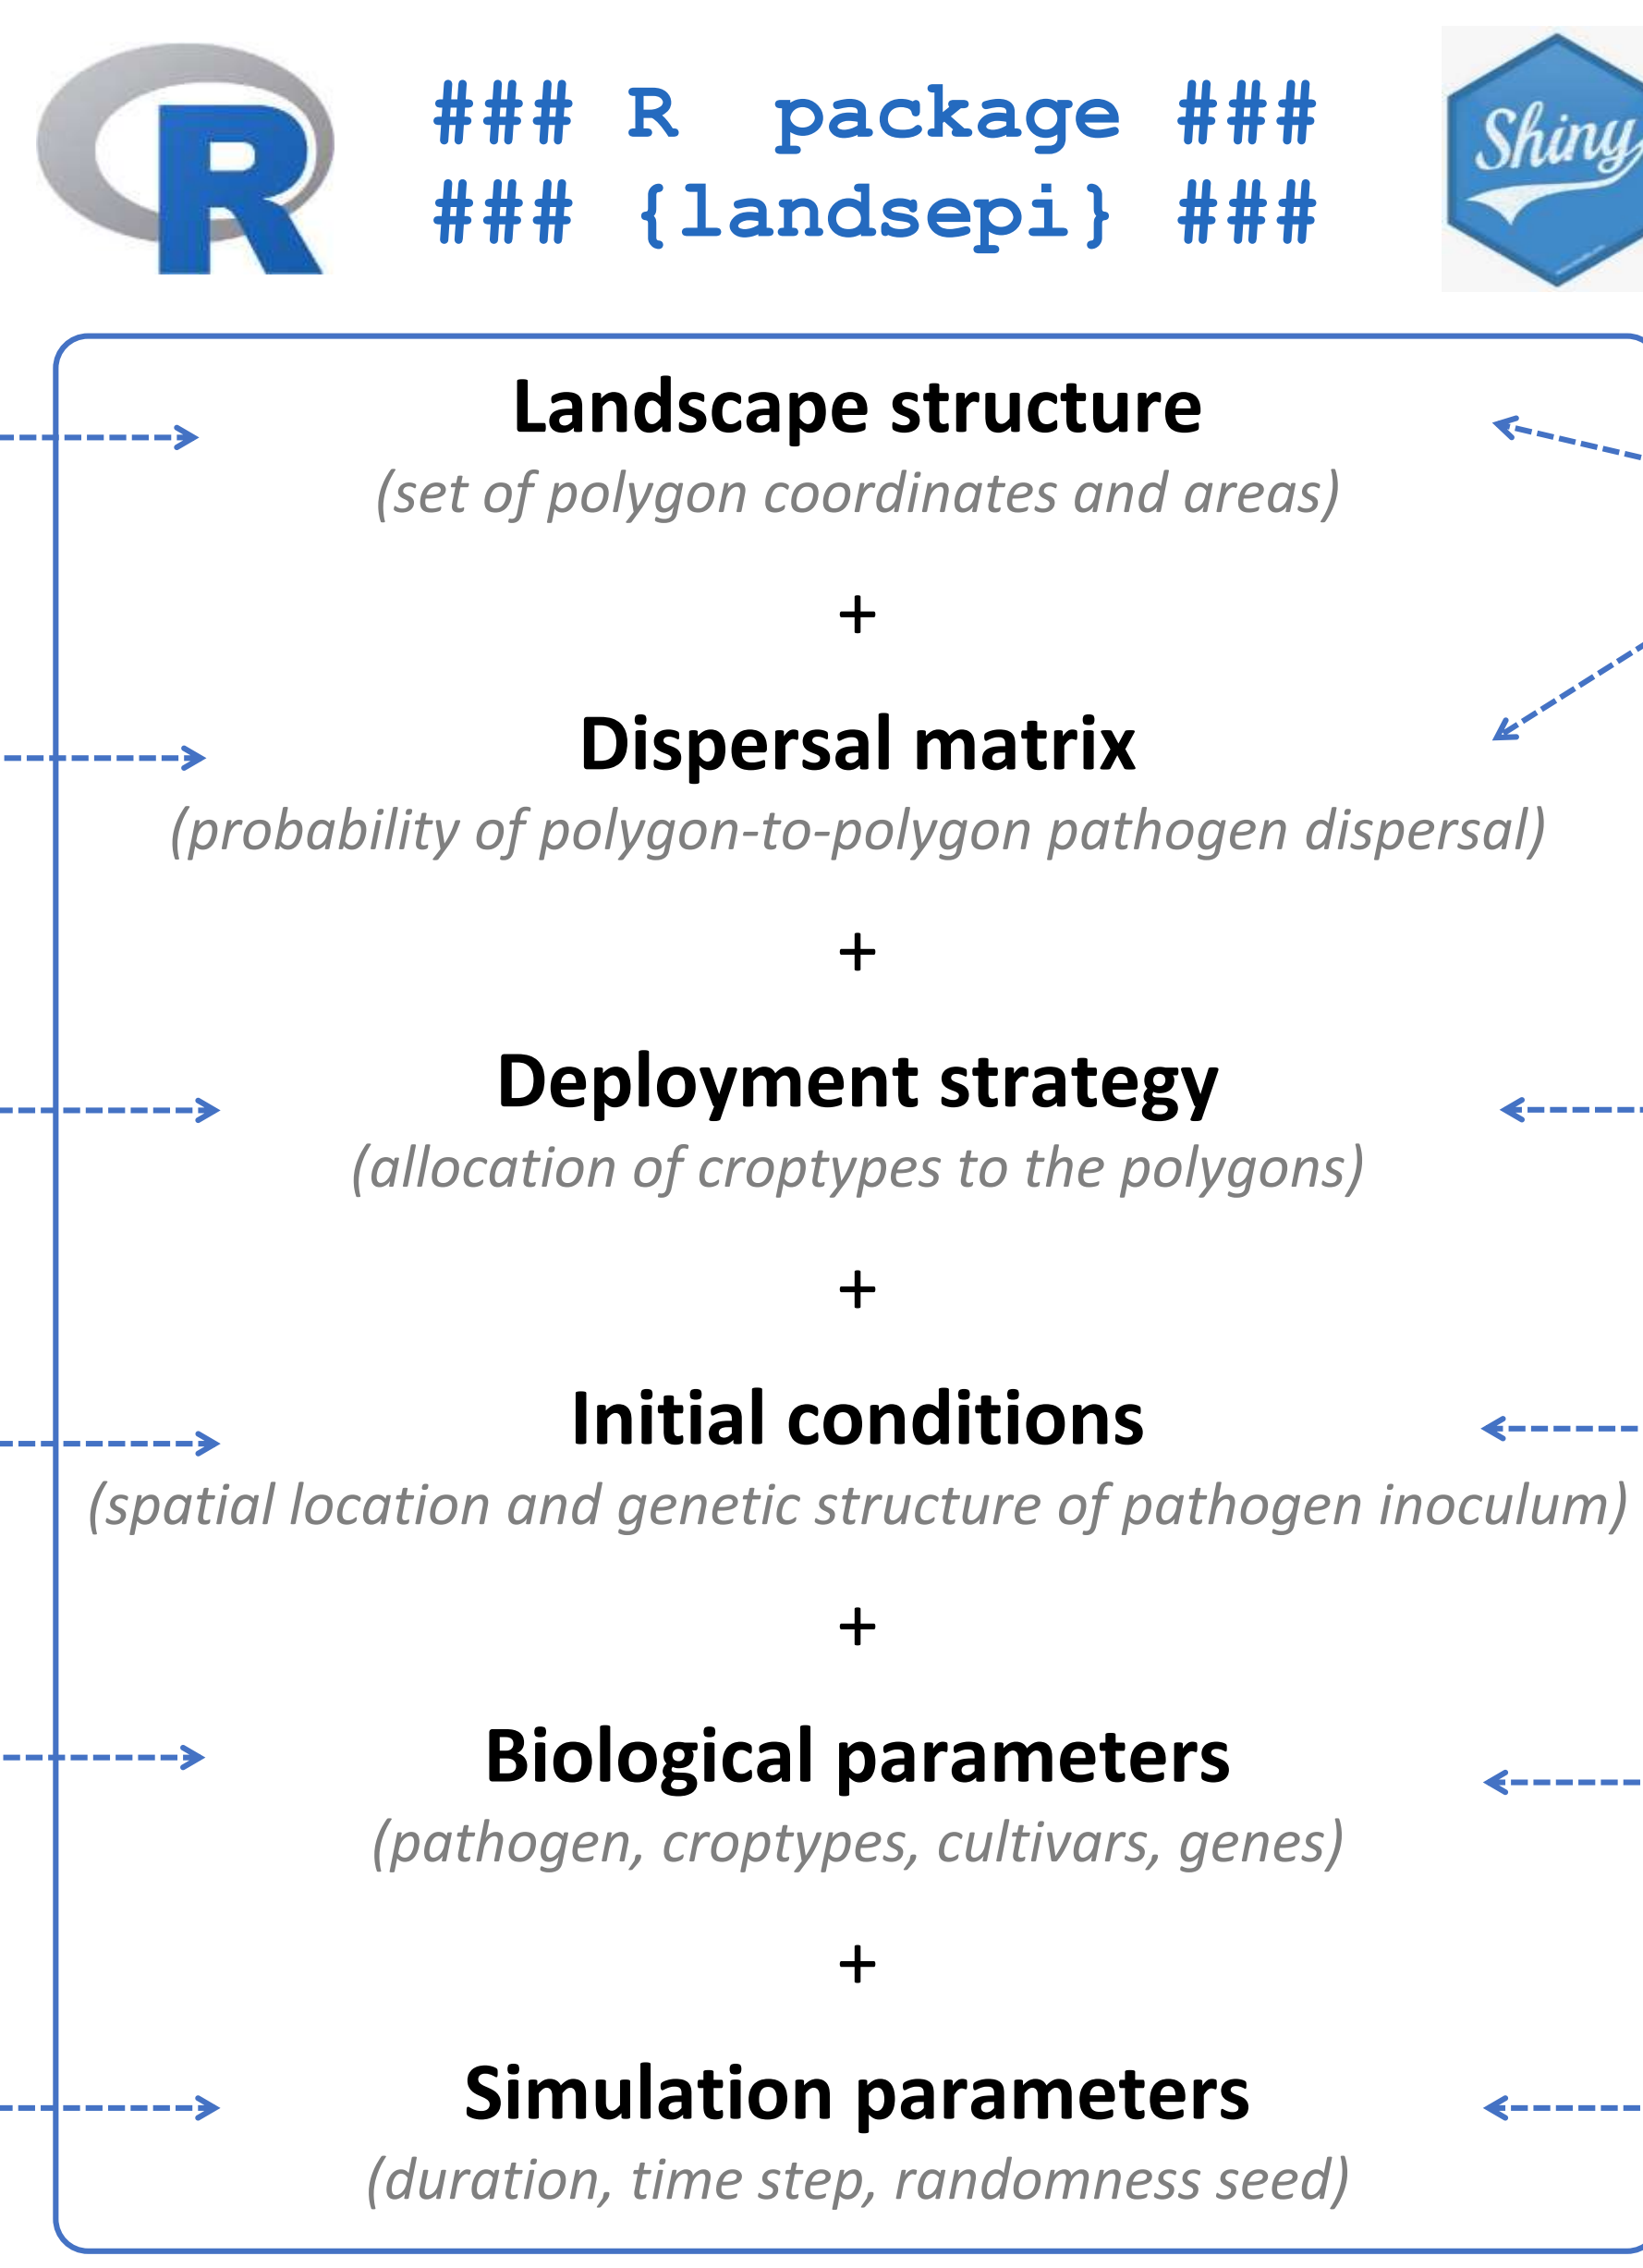 R
### R package ###
### {landsepi} ###
Shiny
Landscape structure
(set of polygon coordinates and areas)
+
Dispersal matrix
(probability of polygon-to-polygon pathogen dispersal)
+
Deployment strategy
(allocation of croptypes to the polygons)
+
Initial conditions
(spatial location and genetic structure of pathogen inoculum)
+
Biological parameters
(pathogen, croptypes, cultivars, genes)
+
Simulation parameters
(duration, time step, randomness seed)